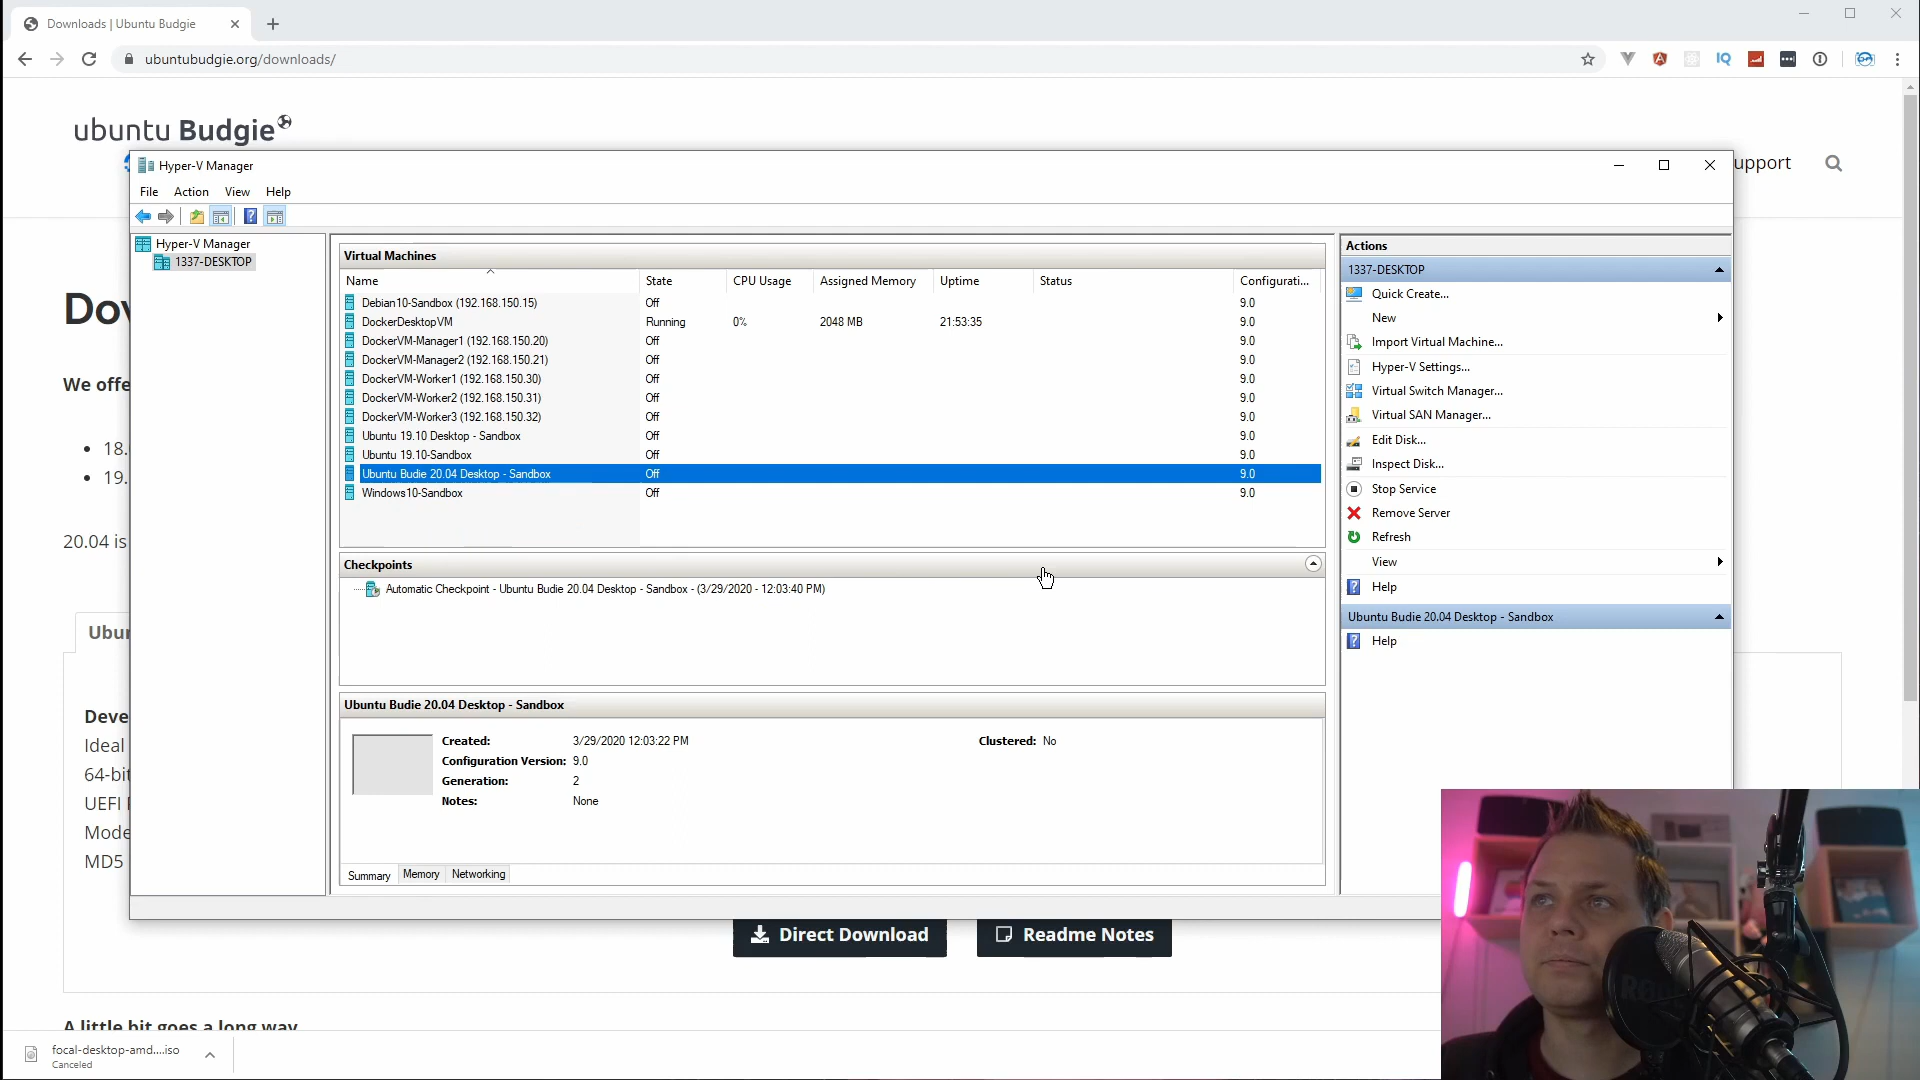 Downloads | Ubuntu Budgie
ubuntubudgie.org/downloads/
IQ
ubuntu Budgie
Hyper-V Manager
upport
File Action View Help
Hyper-V Manager
1337-DESKTOP
Virtual Machines
Name State CPU Usage Assigned Memory Uptime Status Configurati...
Debian10-Sandbox (192.168.150.15) Off 9.0
DockerDesktopVM Running 0% 2048 MB 21:53:35 9.0
DockerVM-Manager1 (192.168.150.20) Off 9.0
DockerVM-Manager2 (192.168.150.21) Off 9.0
DockerVM-Worker1 (192.168.150.30) Off 9.0
DockerVM-Worker2 (192.168.150.31) Off 9.0
DockerVM-Worker3 (192.168.150.32) Off 9.0
Ubuntu 19.10 Desktop - Sandbox Off 9.0
Ubuntu 19.10-Sandbox Off 9.0
Ubuntu Budie 20.04 Desktop - Sandbox Off 9.0
Windows10-Sandbox Off 9.0
Checkpoints
Automatic Checkpoint - Ubuntu Budie 20.04 Desktop - Sandbox - (3/29/2020 - 12:03:40 PM)
Ubuntu Budie 20.04 Desktop - Sandbox
Created: 3/29/2020 12:03:22 PM Clustered: No
Configuration Version: 9.0
Generation: 2
Notes: None
Summary Memory Networking
Actions
1337-DESKTOP
Quick Create...
New
Import Virtual Machine...
Hyper-V Settings...
Virtual Switch Manager...
Virtual SAN Manager...
Edit Disk...
Inspect Disk...
Stop Service
Remove Server
Refresh
View
Help
Ubuntu Budie 20.04 Desktop - Sandbox
Help
Dov
We offe
18.
19.
20.04 is
Ubun
Deve
Ideal
64-bit
UEFI
Mode
MD5
Direct Download Readme Notes
A little bit goes a long way
focal-desktop-amd....iso
Canceled